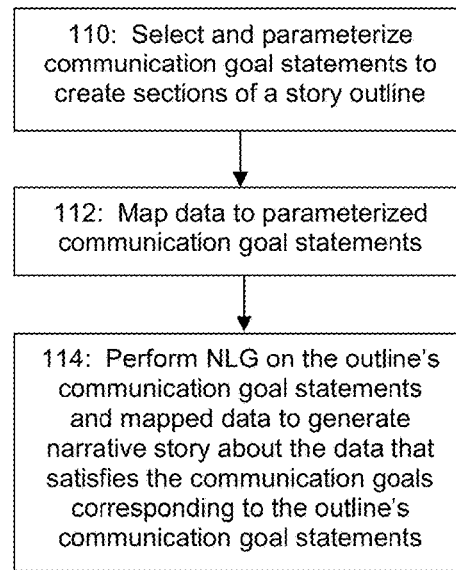 110: Select and parameterize
communication goal statements to
create sections of a story outline
112: Map data to parameterized
communication goal statements
114: Perform NLG on the outline's
communication goal statements
and mapped data to generate
narrative story about the data that
satisfies the communication goals
corresponding to the outline's
communication goal statements